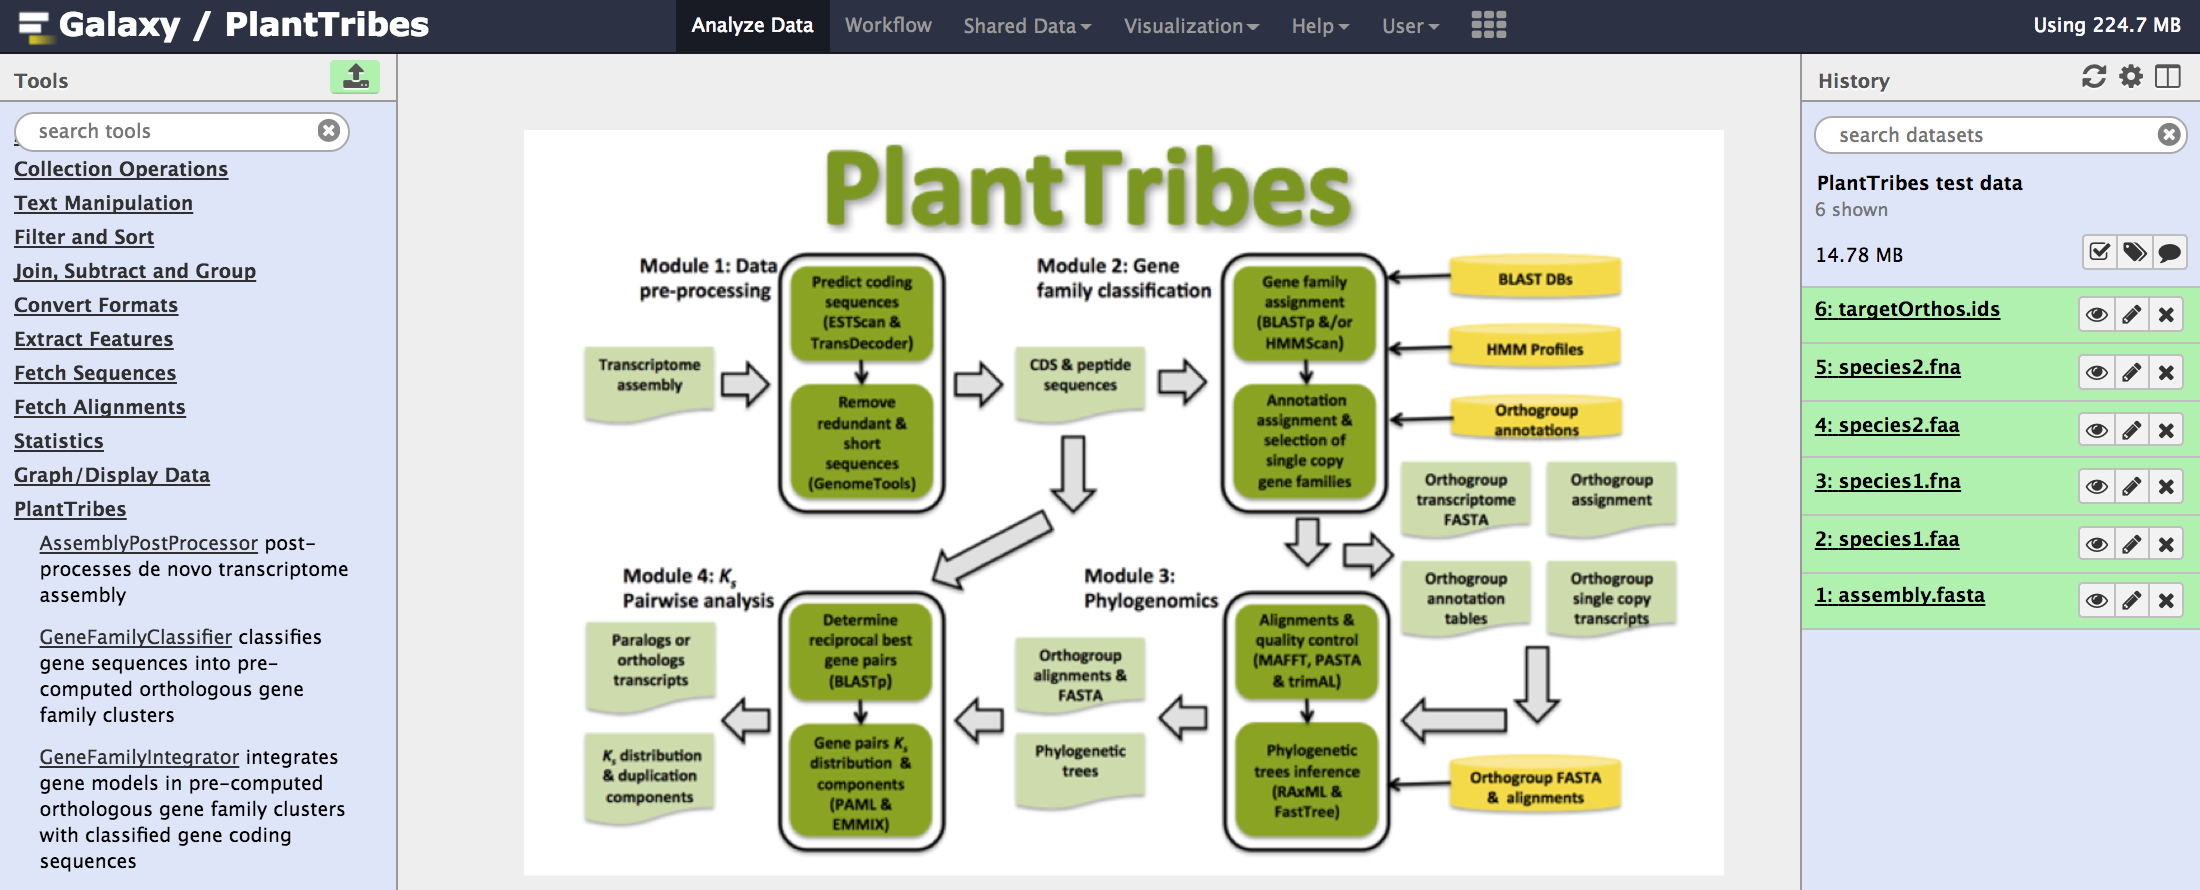 Galaxy / PlantTribes
Analyze Data
Workflow
Shared Data
Visualization
Help
User
Using 224.7 MB
Tools
search tools
Collection Operations
Text Manipulation
Filter and Sort
Join, Subtract and Group
Convert Formats
Extract Features
Fetch Sequences
Fetch Alignments
Statistics
Graph/Display Data
PlantTribes
AssemblyPostProcessor post-
processes de novo transcriptome
assembly
GeneFamilyClassifier classifies
gene sequences into pre-
computed orthologous gene
family clusters
GeneFamilyIntegrator integrates
gene models in pre-computed
orthologous gene family clusters
with classified gene coding
sequences
PlantTribes
Module 1: Data
pre-processing
Transcriptome
assembly
Predict coding
sequences
(ESTScan &
TransDecoder)
Remove
redundant &
short
sequences
(GenomeTools)
CDS & peptide
sequences
Module 2: Gene
family classification
Gene family
assignment
(BLASTp &/or
HMMScan)
Annotation
assignment &
selection of
single copy
gene families
BLAST DBs
HMM Profiles
Orthogroup
annotations
Orthogroup
transcriptome
FASTA
Orthogroup
assignment
Orthogroup
annotation
tables
Orthogroup
single copy
transcripts
Module 3:
Phylogenomics
Alignments &
quality control
(MAFFT, PASTA
& trimAL)
Phylogenetic
trees inference
(RAxML &
FastTree)
Orthogroup FASTA
& alignments
Orthogroup
alignments &
FASTA
Phylogenetic
trees
Module 4: Ks
Pairwise analysis
Determine
reciprocal best
gene pairs
(BLASTp)
Gene pairs Ks
distribution &
components
(PAML &
EMMIX)
Paralogs or
orthologs
transcripts
Ks distribution
& duplication
components
History
search datasets
PlantTribes test data
6 shown
14.78 MB
6: targetOrthos.ids
5: species2.fna
4: species2.faa
3: species1.fna
2: species1.faa
1: assembly.fasta